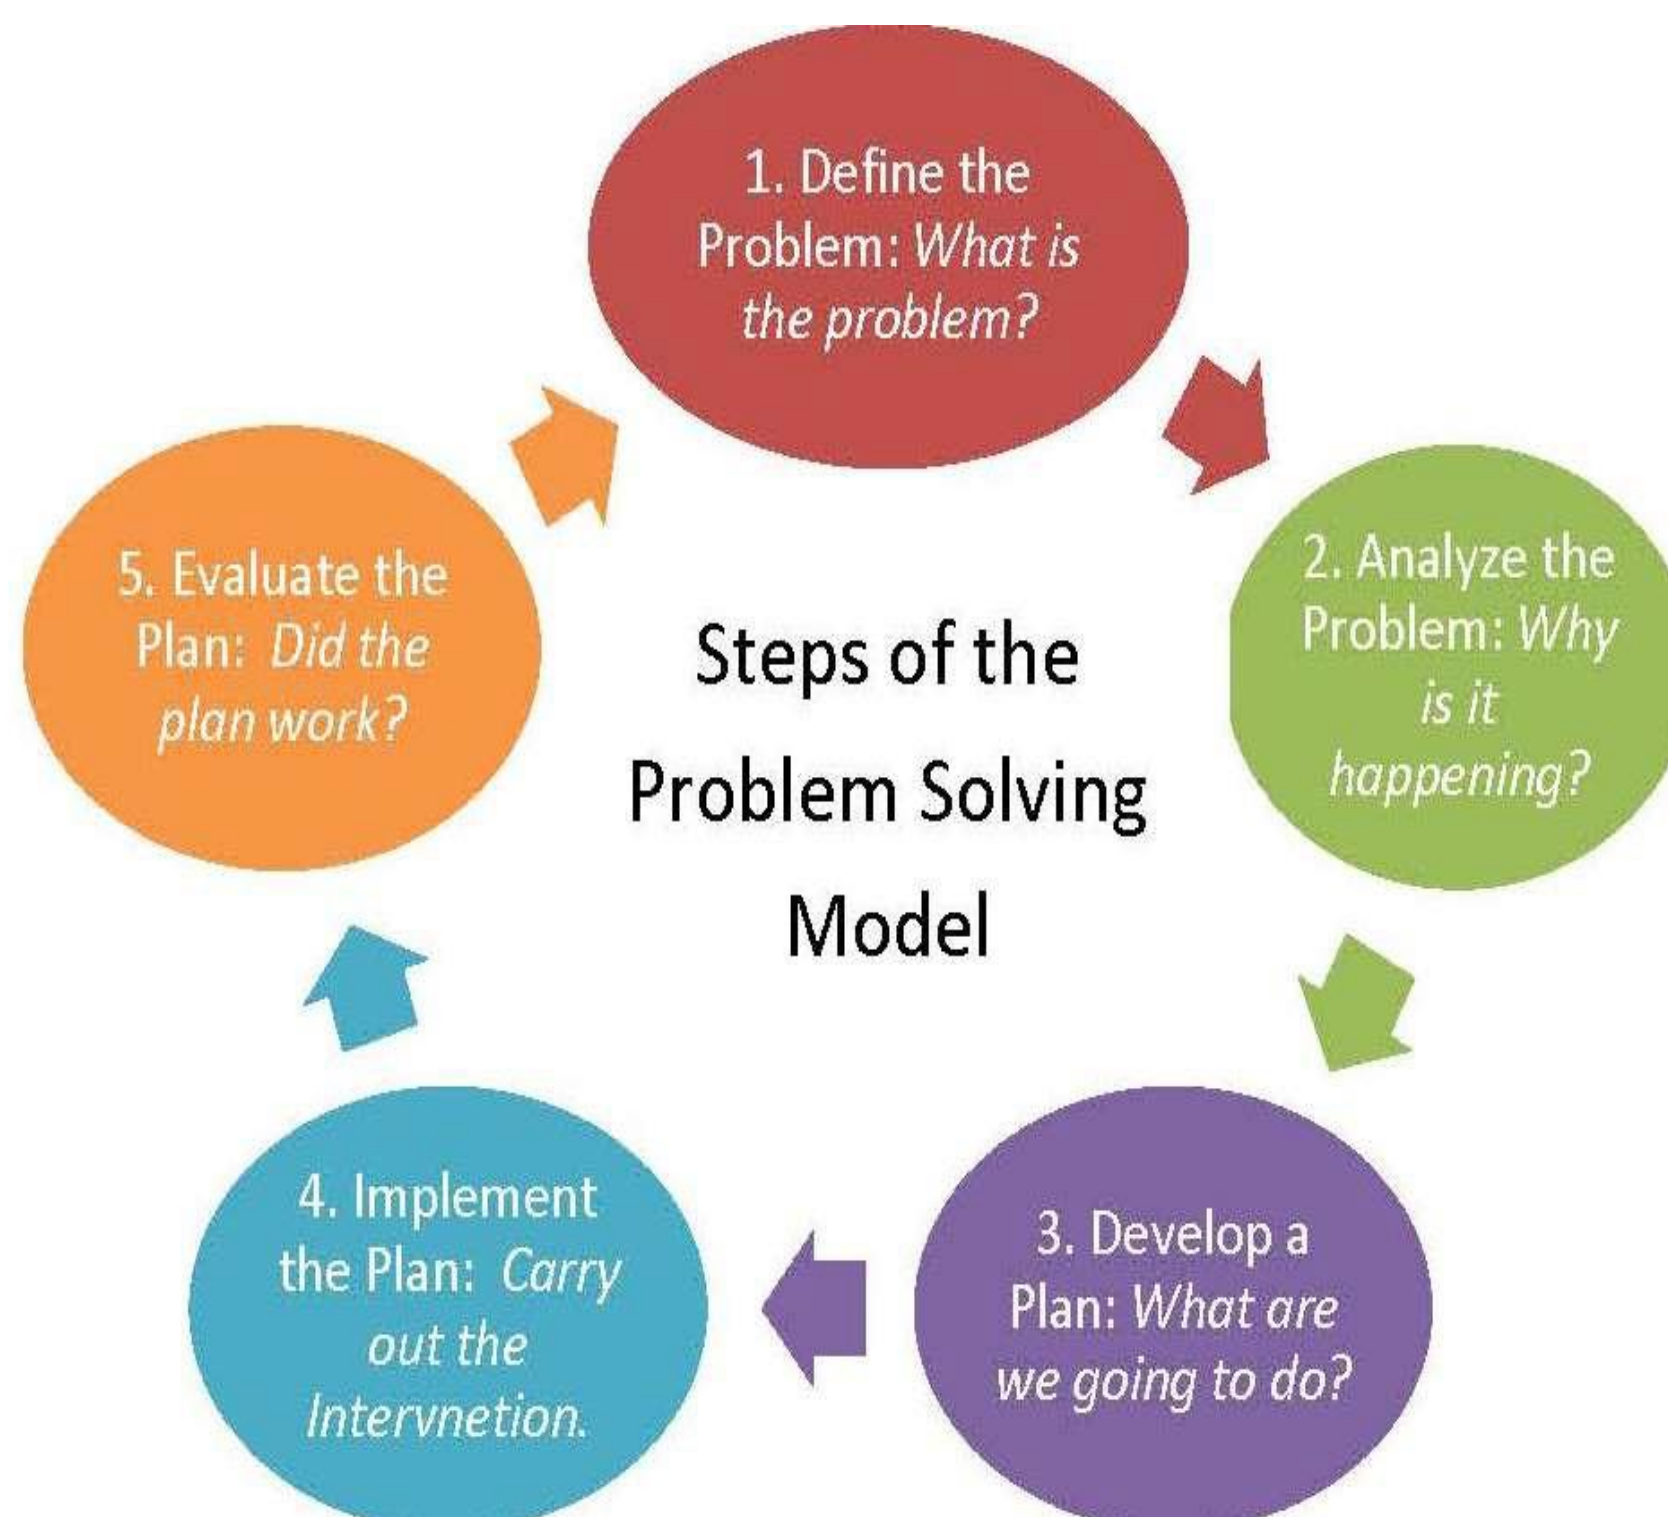 1. Define the
Problem: What is
the problem?
2. Analyze the
Problem: Why
is it
happening?
3. Develop a
Plan: What are
we going to do?
4. Implement
the Plan: Carry
out the
Intervnetion.
5. Evaluate the
Plan: Did the
plan work?
Steps of the
Problem Solving
Model